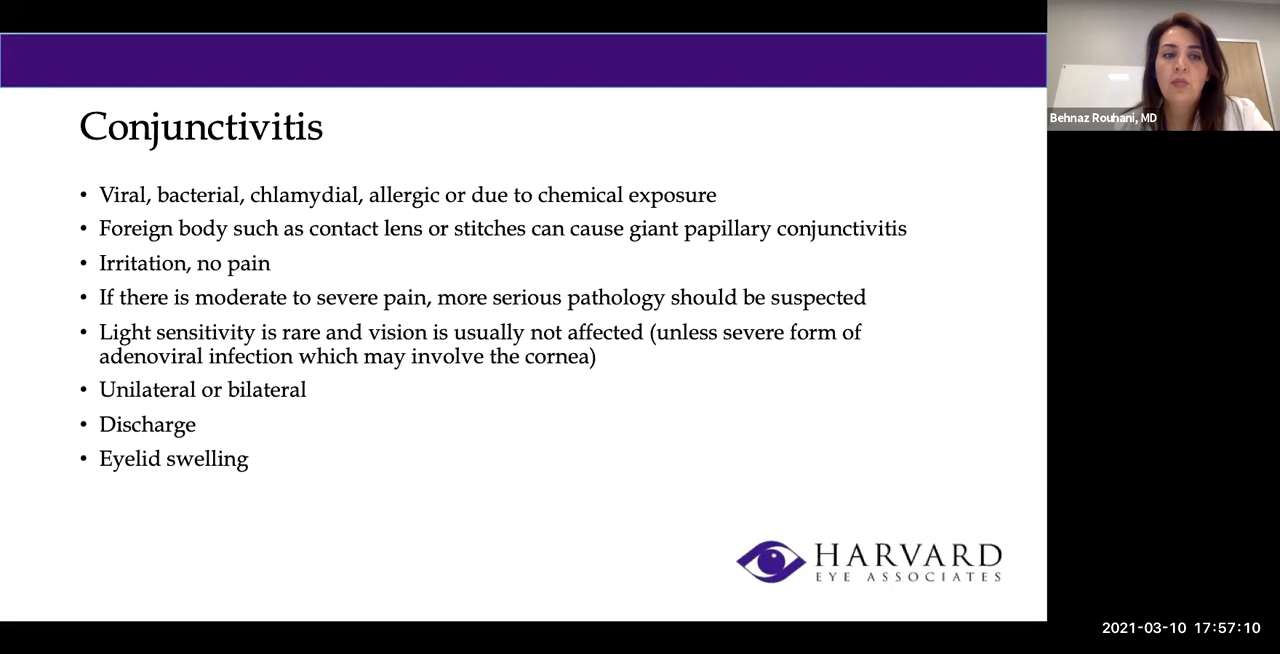 Conjunctivitis
• Viral, bacterial, chlamydial, allergic or due to chemical exposure
• Foreign body such as contact lens or stitches can cause giant papillary conjunctivitis
• Irritation, no pain
• If there is moderate to severe pain, more serious pathology should be suspected
• Light sensitivity is rare and vision is usually not affected (unless severe form of
adenoviral infection which may involve the cornea)
• Unilateral or bilateral
• Discharge
• Eyelid swelling
HARVARD
EYE ASSOCIATES
Behnaz Rouhani, MD
2021-03-10 17:57:10